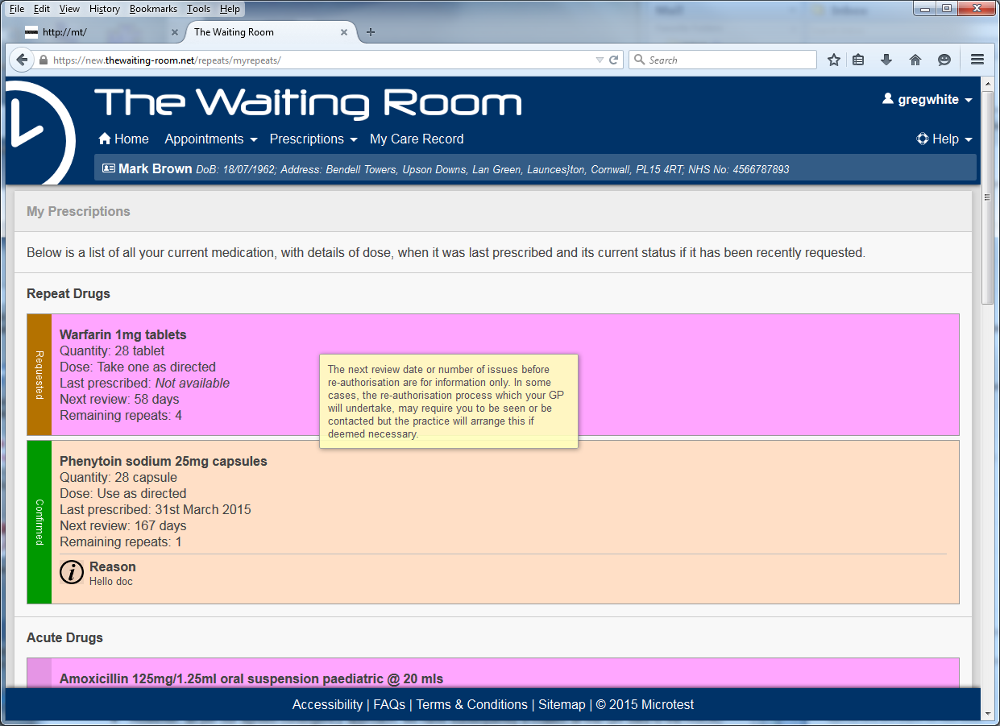 File Edit View History Bookmarks Tools Help
http://mt/
The Waiting Room
https://new.thewaiting-room.net/repeats/myrepeats/
Search
The Waiting Room
gregwhite
Home Appointments Prescriptions My Care Record
Help
Mark Brown DoB: 18/07/1962; Address: Bendell Towers, Upson Downs, Lan Green, Launces}ton, Cornwall, PL15 4RT; NHS No: 4566787893
My Prescriptions
Below is a list of all your current medication, with details of dose, when it was last prescribed and its current status if it has been recently requested.
Repeat Drugs
Requested
Warfarin 1mg tablets
Quantity: 28 tablet
Dose: Take one as directed
Last prescribed: Not available
Next review: 58 days
Remaining repeats: 4
The next review date or number of issues before
re-authorisation are for information only. In some
cases, the re-authorisation process which your GP
will undertake, may require you to be seen or be
contacted but the practice will arrange this if
deemed necessary.
Confirmed
Phenytoin sodium 25mg capsules
Quantity: 28 capsule
Dose: Use as directed
Last prescribed: 31st March 2015
Next review: 167 days
Remaining repeats: 1
Reason
Hello doc
Acute Drugs
Amoxicillin 125mg/1.25ml oral suspension paediatric @ 20 mls
Accessibility | FAQs | Terms & Conditions | Sitemap | © 2015 Microtest